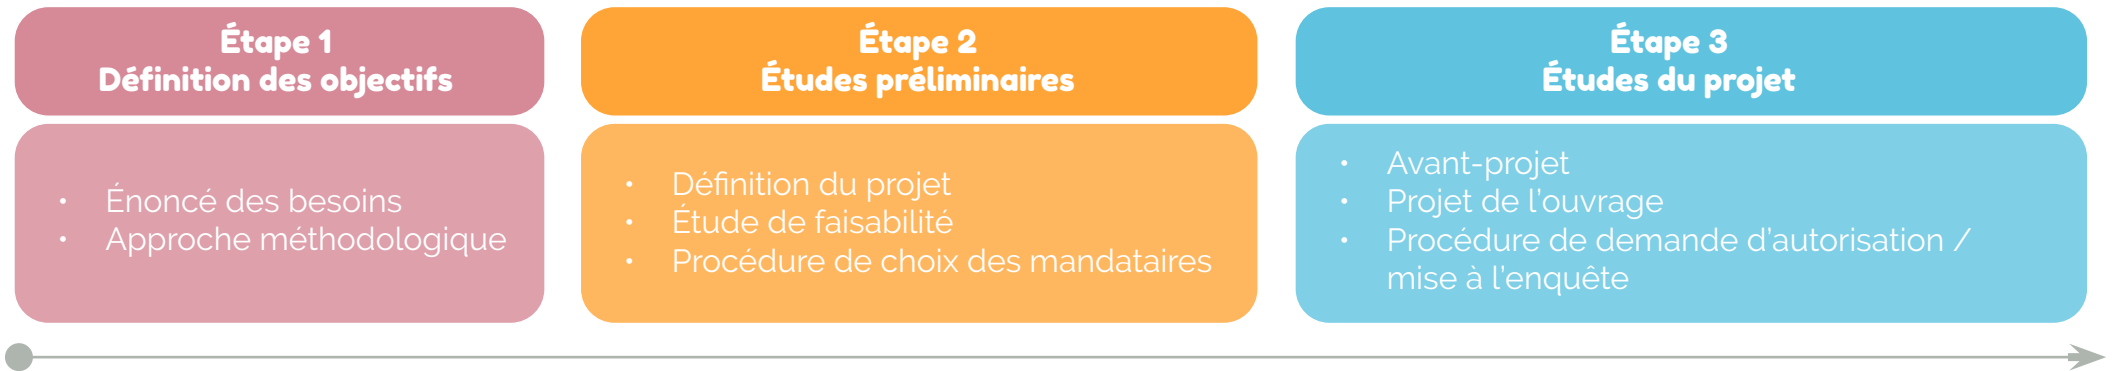 Étape 1
Définition des objectifs
• Énoncé des besoins
• Approche méthodologique
Étape 2
Études préliminaires
• Définition du projet
• Étude de faisabilité
• Procédure de choix des mandataires
Étape 3
Études du projet
• Avant-projet
• Projet de l'ouvrage
• Procédure de demande d'autorisation /
mise à l'enquête